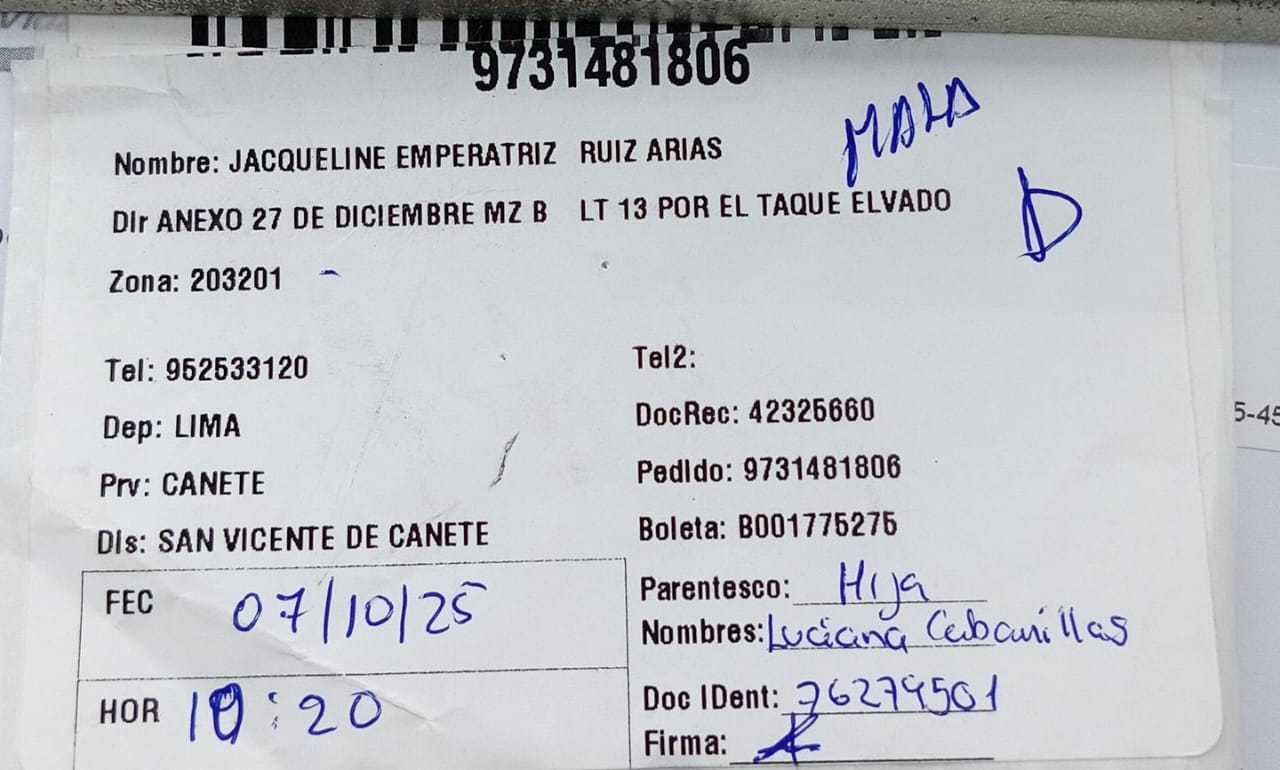 9731481806
MALA
Nombre: JACQUELINE EMPERATRIZ RUIZ ARIAS
D
Dir ANEXO 27 DE DICIEMBRE MZ B LT 13 POR EL TAQUE ELVADO
Zona: 203201
Tel: 952533120 Tel2:
Dep: LIMA DocRec: 42325660
Prv: CANETE Pedido: 9731481806
Dis: SAN VICENTE DE CANETE Boleta: B001775275
FEC 07/10/25 Parentesco: Hija
Nombres: Luciana Cabanillas
HOR 10:20 Doc IDent: 76279501
Firma:
5-45